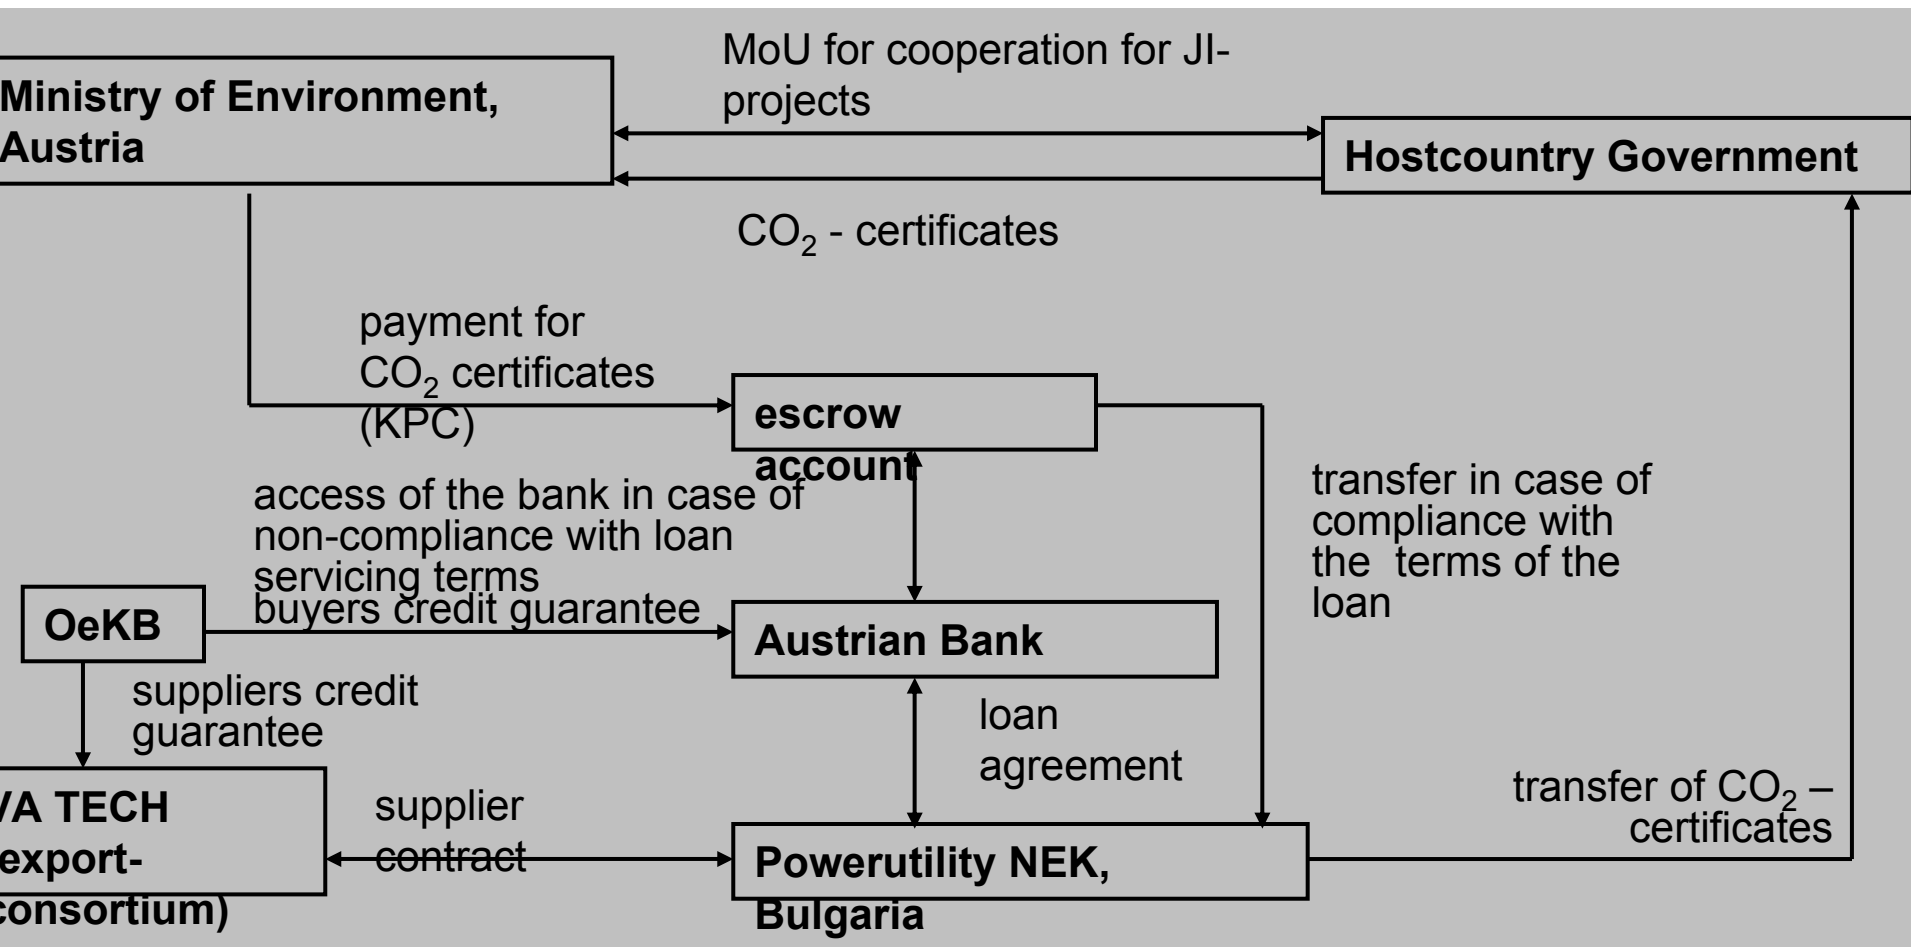 MoU for cooperation for JI-
projects
Ministry of Environment,
Austria
Hostcountry Government
CO₂ - certificates
payment for
CO₂ certificates
(KPC)
escrow
account
access of the bank in case of
non-compliance with loan
servicing terms
transfer in case of
compliance with
the terms of the
loan
buyers credit guarantee
OeKB
Austrian Bank
suppliers credit
guarantee
loan
agreement
VA TECH
export-
consortium)
supplier
contract
transfer of CO₂ –
certificates
Powerutility NEK,
Bulgaria